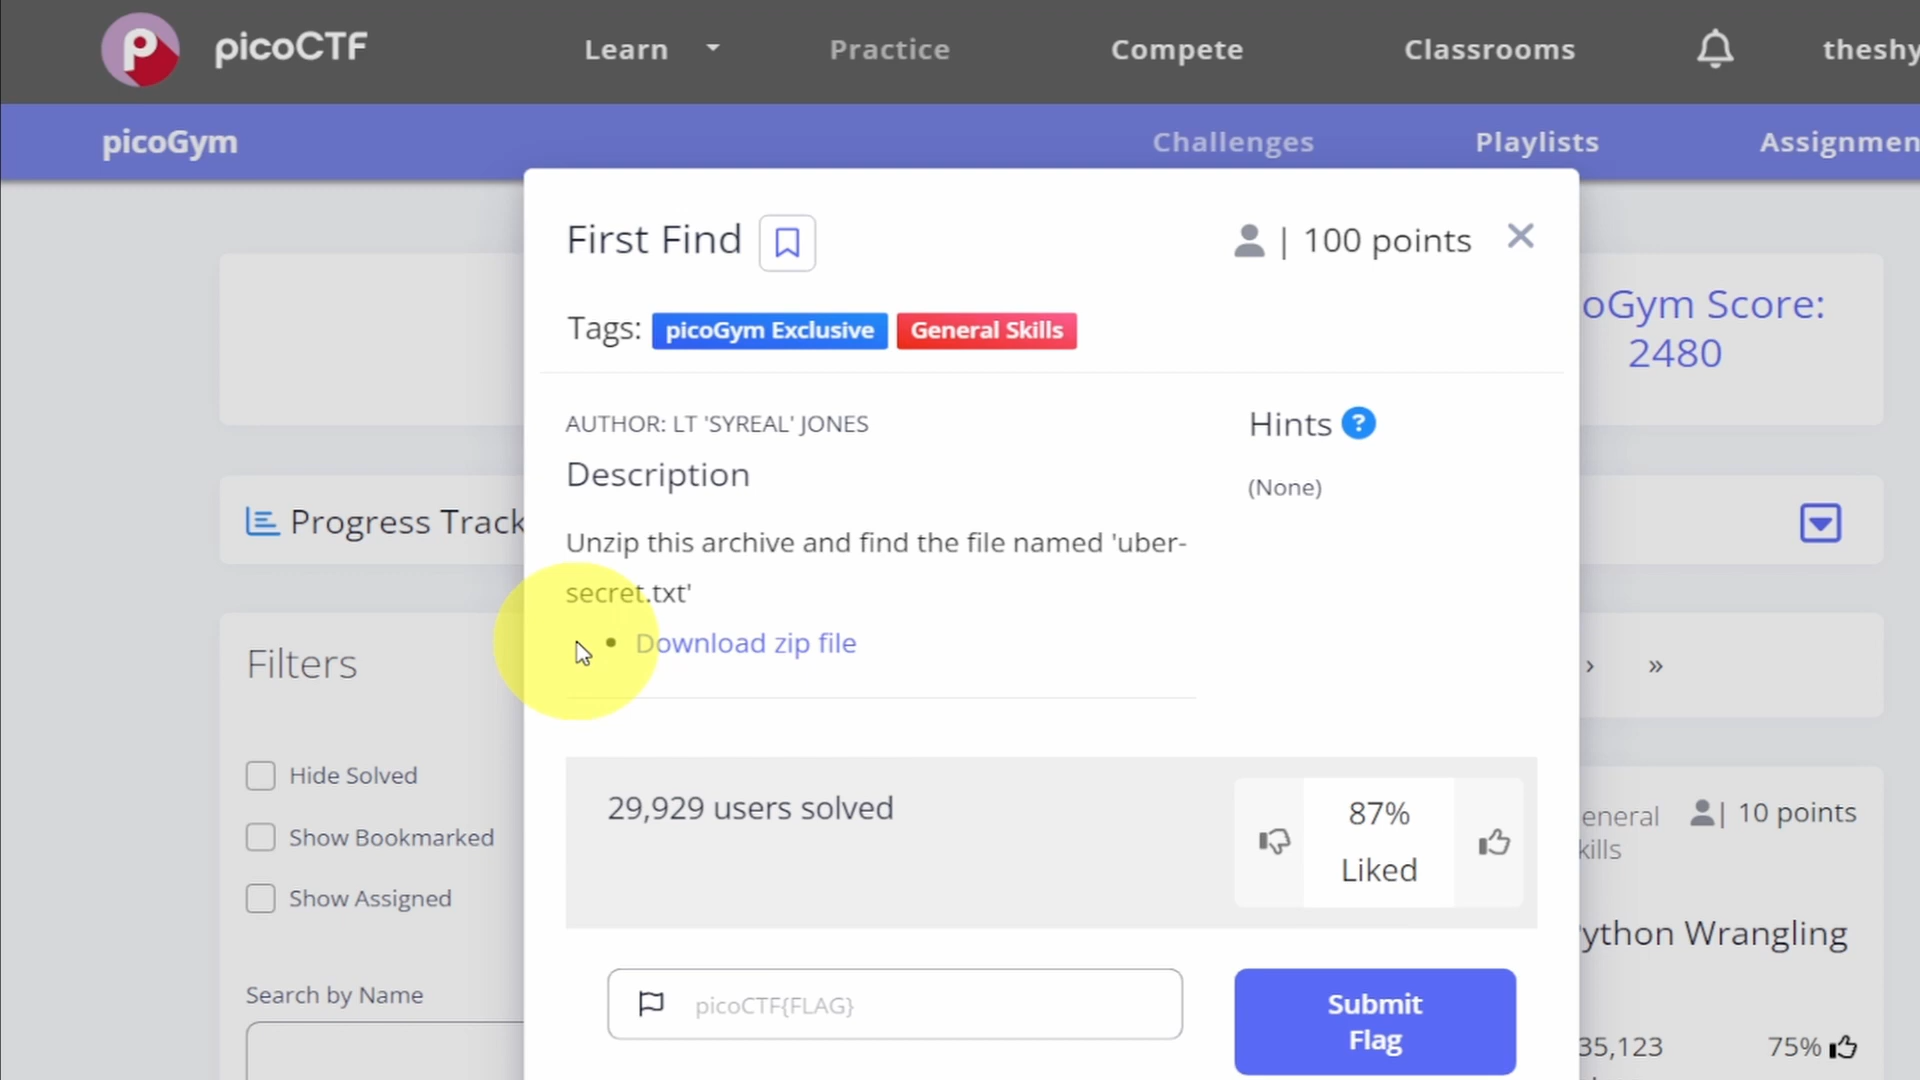 picoCTF
Learn
Practice
Compete
Classrooms
theshy
picoGym
Challenges
Playlists
Assignmen
First Find
| 100 points
Tags: picoGym Exclusive General Skills
oGym Score:
2480
AUTHOR: LT 'SYREAL' JONES
Hints ?
Description
(None)
Progress Track
Unzip this archive and find the file named 'uber-
secret.txt'
• Download zip file
Filters
› »
Hide Solved
Show Bookmarked
Show Assigned
29,929 users solved
87%
Liked
eneral
kills
| 10 points
ython Wrangling
Search by Name
picoCTF{FLAG}
Submit
Flag
35,123
75%